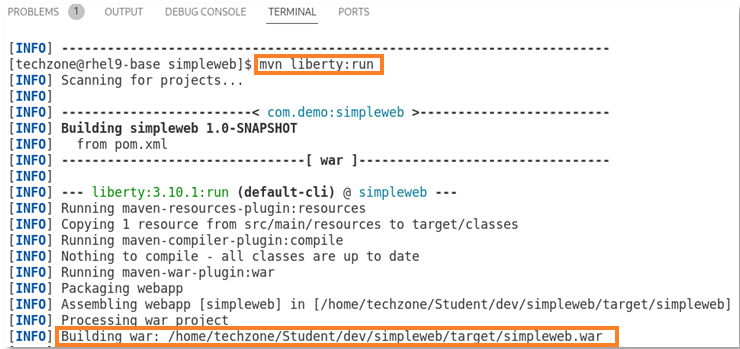 PROBLEMS 1 OUTPUT DEBUG CONSOLE TERMINAL PORTS
[INFO] ------------------------------------------------------------------------
[techzone@rhel9-base simpleweb]$ mvn liberty:run
[INFO] Scanning for projects...
[INFO]
[INFO] -------------------------< com.demo:simpleweb >-------------------------
[INFO] Building simpleweb 1.0-SNAPSHOT
[INFO]   from pom.xml
[INFO] --------------------------------[ war ]---------------------------------
[INFO]
[INFO] --- liberty:3.10.1:run (default-cli) @ simpleweb ---
[INFO] Running maven-resources-plugin:resources
[INFO] Copying 1 resource from src/main/resources to target/classes
[INFO] Running maven-compiler-plugin:compile
[INFO] Nothing to compile - all classes are up to date
[INFO] Running maven-war-plugin:war
[INFO] Packaging webapp
[INFO] Assembling webapp [simpleweb] in [/home/techzone/Student/dev/simpleweb/target/simpleweb]
[INFO] Processing war project
[INFO] Building war: /home/techzone/Student/dev/simpleweb/target/simpleweb.war